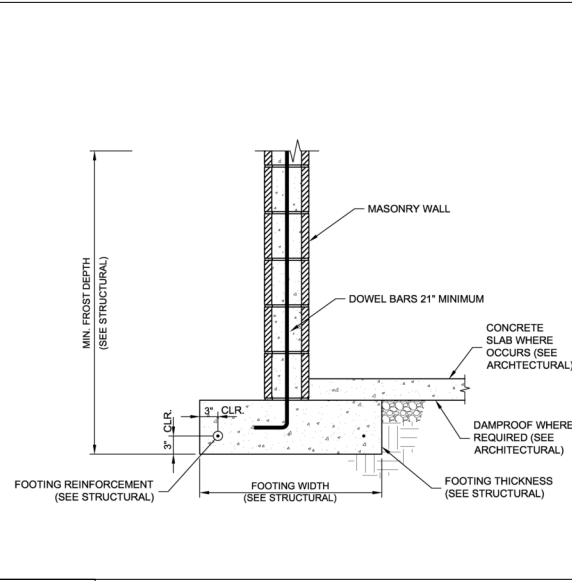 MASONRY WALL
MIN. FROST DEPTH
(SEE STRUCTURAL)
DOWEL BARS 21" MINIMUM
CONCRETE
SLAB WHERE
OCCURS (SEE
ARCHTECTURAL)
3" CLR.
3" CLR.
DAMPROOF WHERE
REQUIRED (SEE
ARCHITECTURAL)
FOOTING REINFORCEMENT
(SEE STRUCTURAL)
FOOTING WIDTH
(SEE STRUCTURAL)
FOOTING THICKNESS
(SEE STRUCTURAL)